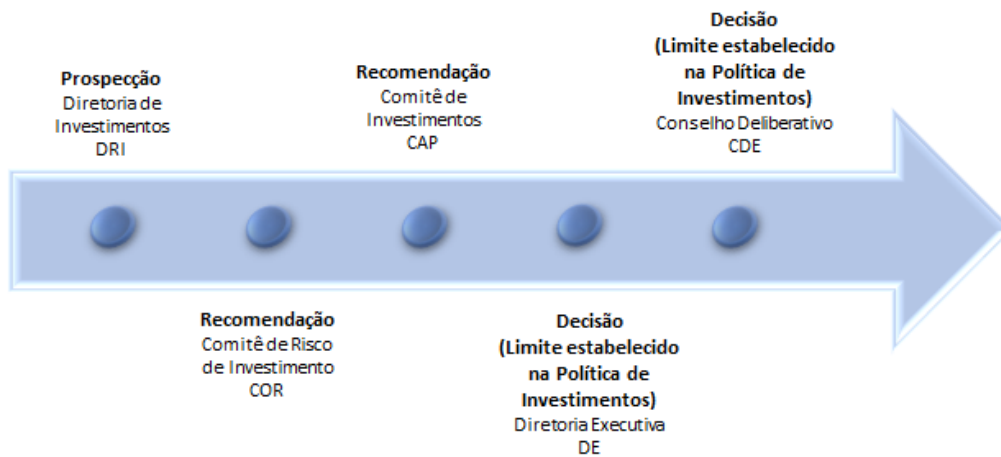 Prospecção
Diretoria de
Investimentos
DRI
Recomendação
Comitê de Risco
de Investimento
COR
Recomendação
Comitê de
Investimentos
CAP
Decisão
(Limite estabelecido
na Política de
Investimentos)
Diretoria Executiva
DE
Decisão
(Limite estabelecido
na Política de
Investimentos)
Conselho Deliberativo
CDE